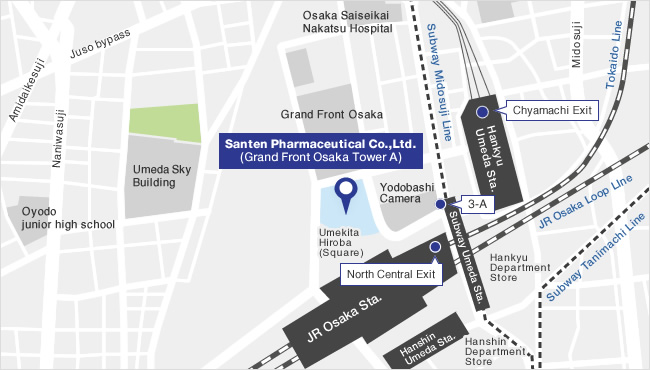 Osaka Saiseikai
Nakatsu Hospital
Juso bypass
Amidaikesuji
Naniwasuji
Subway Midosuji Line
Midosuji
Tokaido Line
Grand Front Osaka
Chyamachi Exit
Hankyu
Umeda Sta.
Santen Pharmaceutical Co.,Ltd.
(Grand Front Osaka Tower A)
Umeda Sky
Building
Yodobashi
Camera
3-A
Oyodo
junior high school
Umekita
Hiroba
(Square)
JR Osaka Loop Line
Subway Umeda Sta.
Subway Tanimachi Line
North Central Exit
Hankyu
Department
Store
JR Osaka Sta.
Hanshin
Umeda Sta.
Hanshin
Department
Store